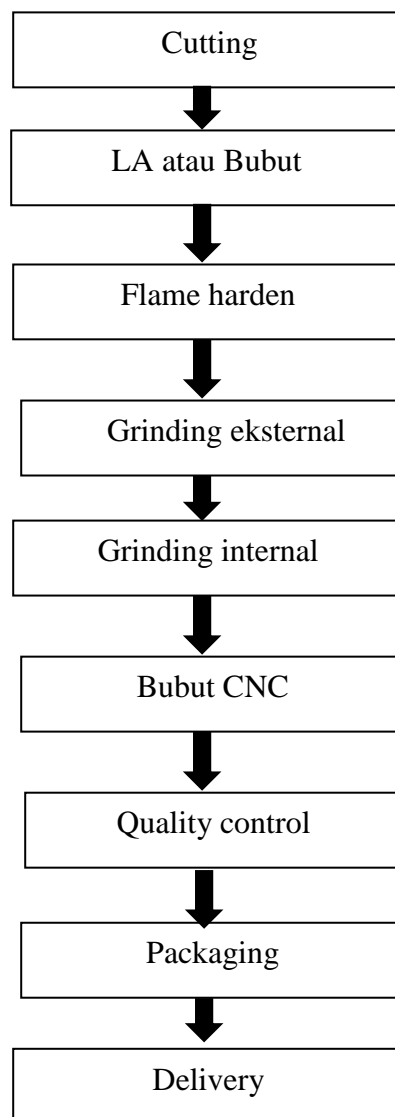 Cutting
LA atau Bubut
Flame harden
Grinding eksternal
Grinding internal
Bubut CNC
Quality control
Packaging
Delivery